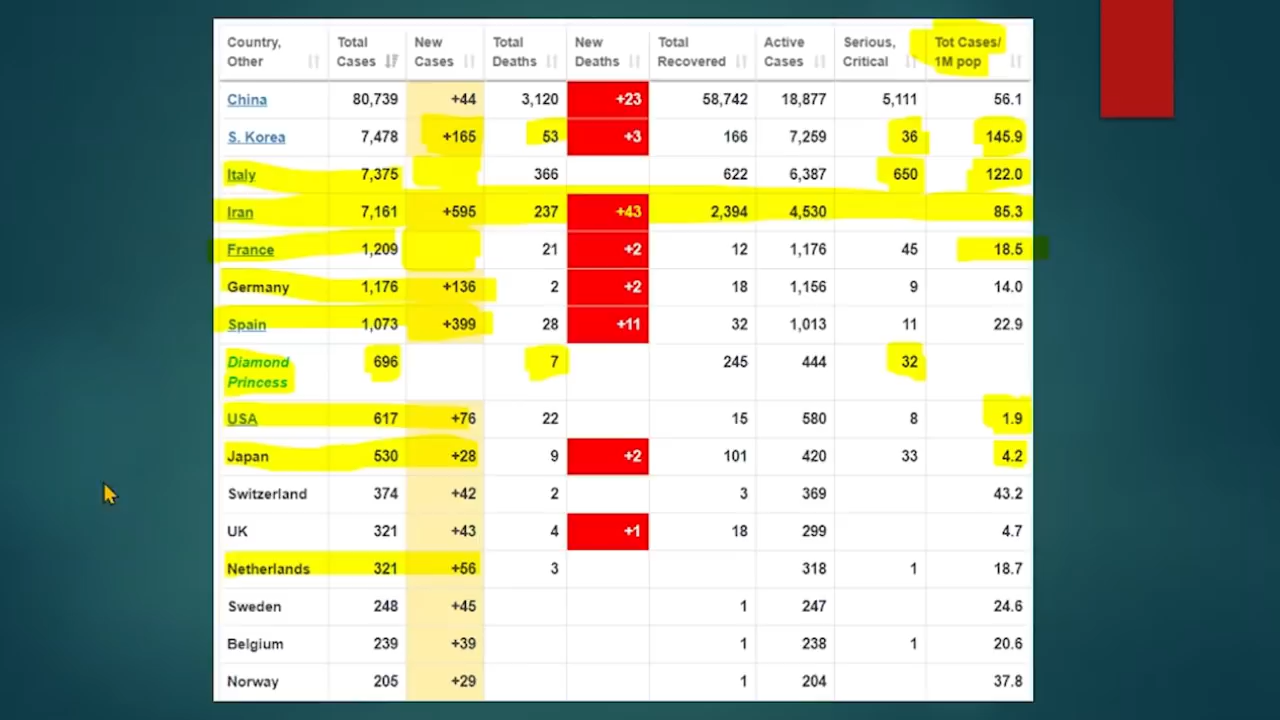 Country, Other Total Cases New Cases Total Deaths New Deaths Total Recovered Active Cases Serious, Critical Tot Cases/ 1M pop
China 80,739 +44 3,120 +23 58,742 18,877 5,111 56.1
S. Korea 7,478 +165 53 +3 166 7,259 36 145.9
Italy 7,375 366 622 6,387 650 122.0
Iran 7,161 +595 237 +43 2,394 4,530 85.3
France 1,209 21 +2 12 1,176 45 18.5
Germany 1,176 +136 2 +2 18 1,156 9 14.0
Spain 1,073 +399 28 +11 32 1,013 11 22.9
Diamond Princess 696 7 245 444 32
USA 617 +76 22 15 580 8 1.9
Japan 530 +28 9 +2 101 420 33 4.2
Switzerland 374 +42 2 3 369 43.2
UK 321 +43 4 +1 18 299 4.7
Netherlands 321 +56 3 318 1 18.7
Sweden 248 +45 1 247 24.6
Belgium 239 +39 1 238 1 20.6
Norway 205 +29 1 204 37.8